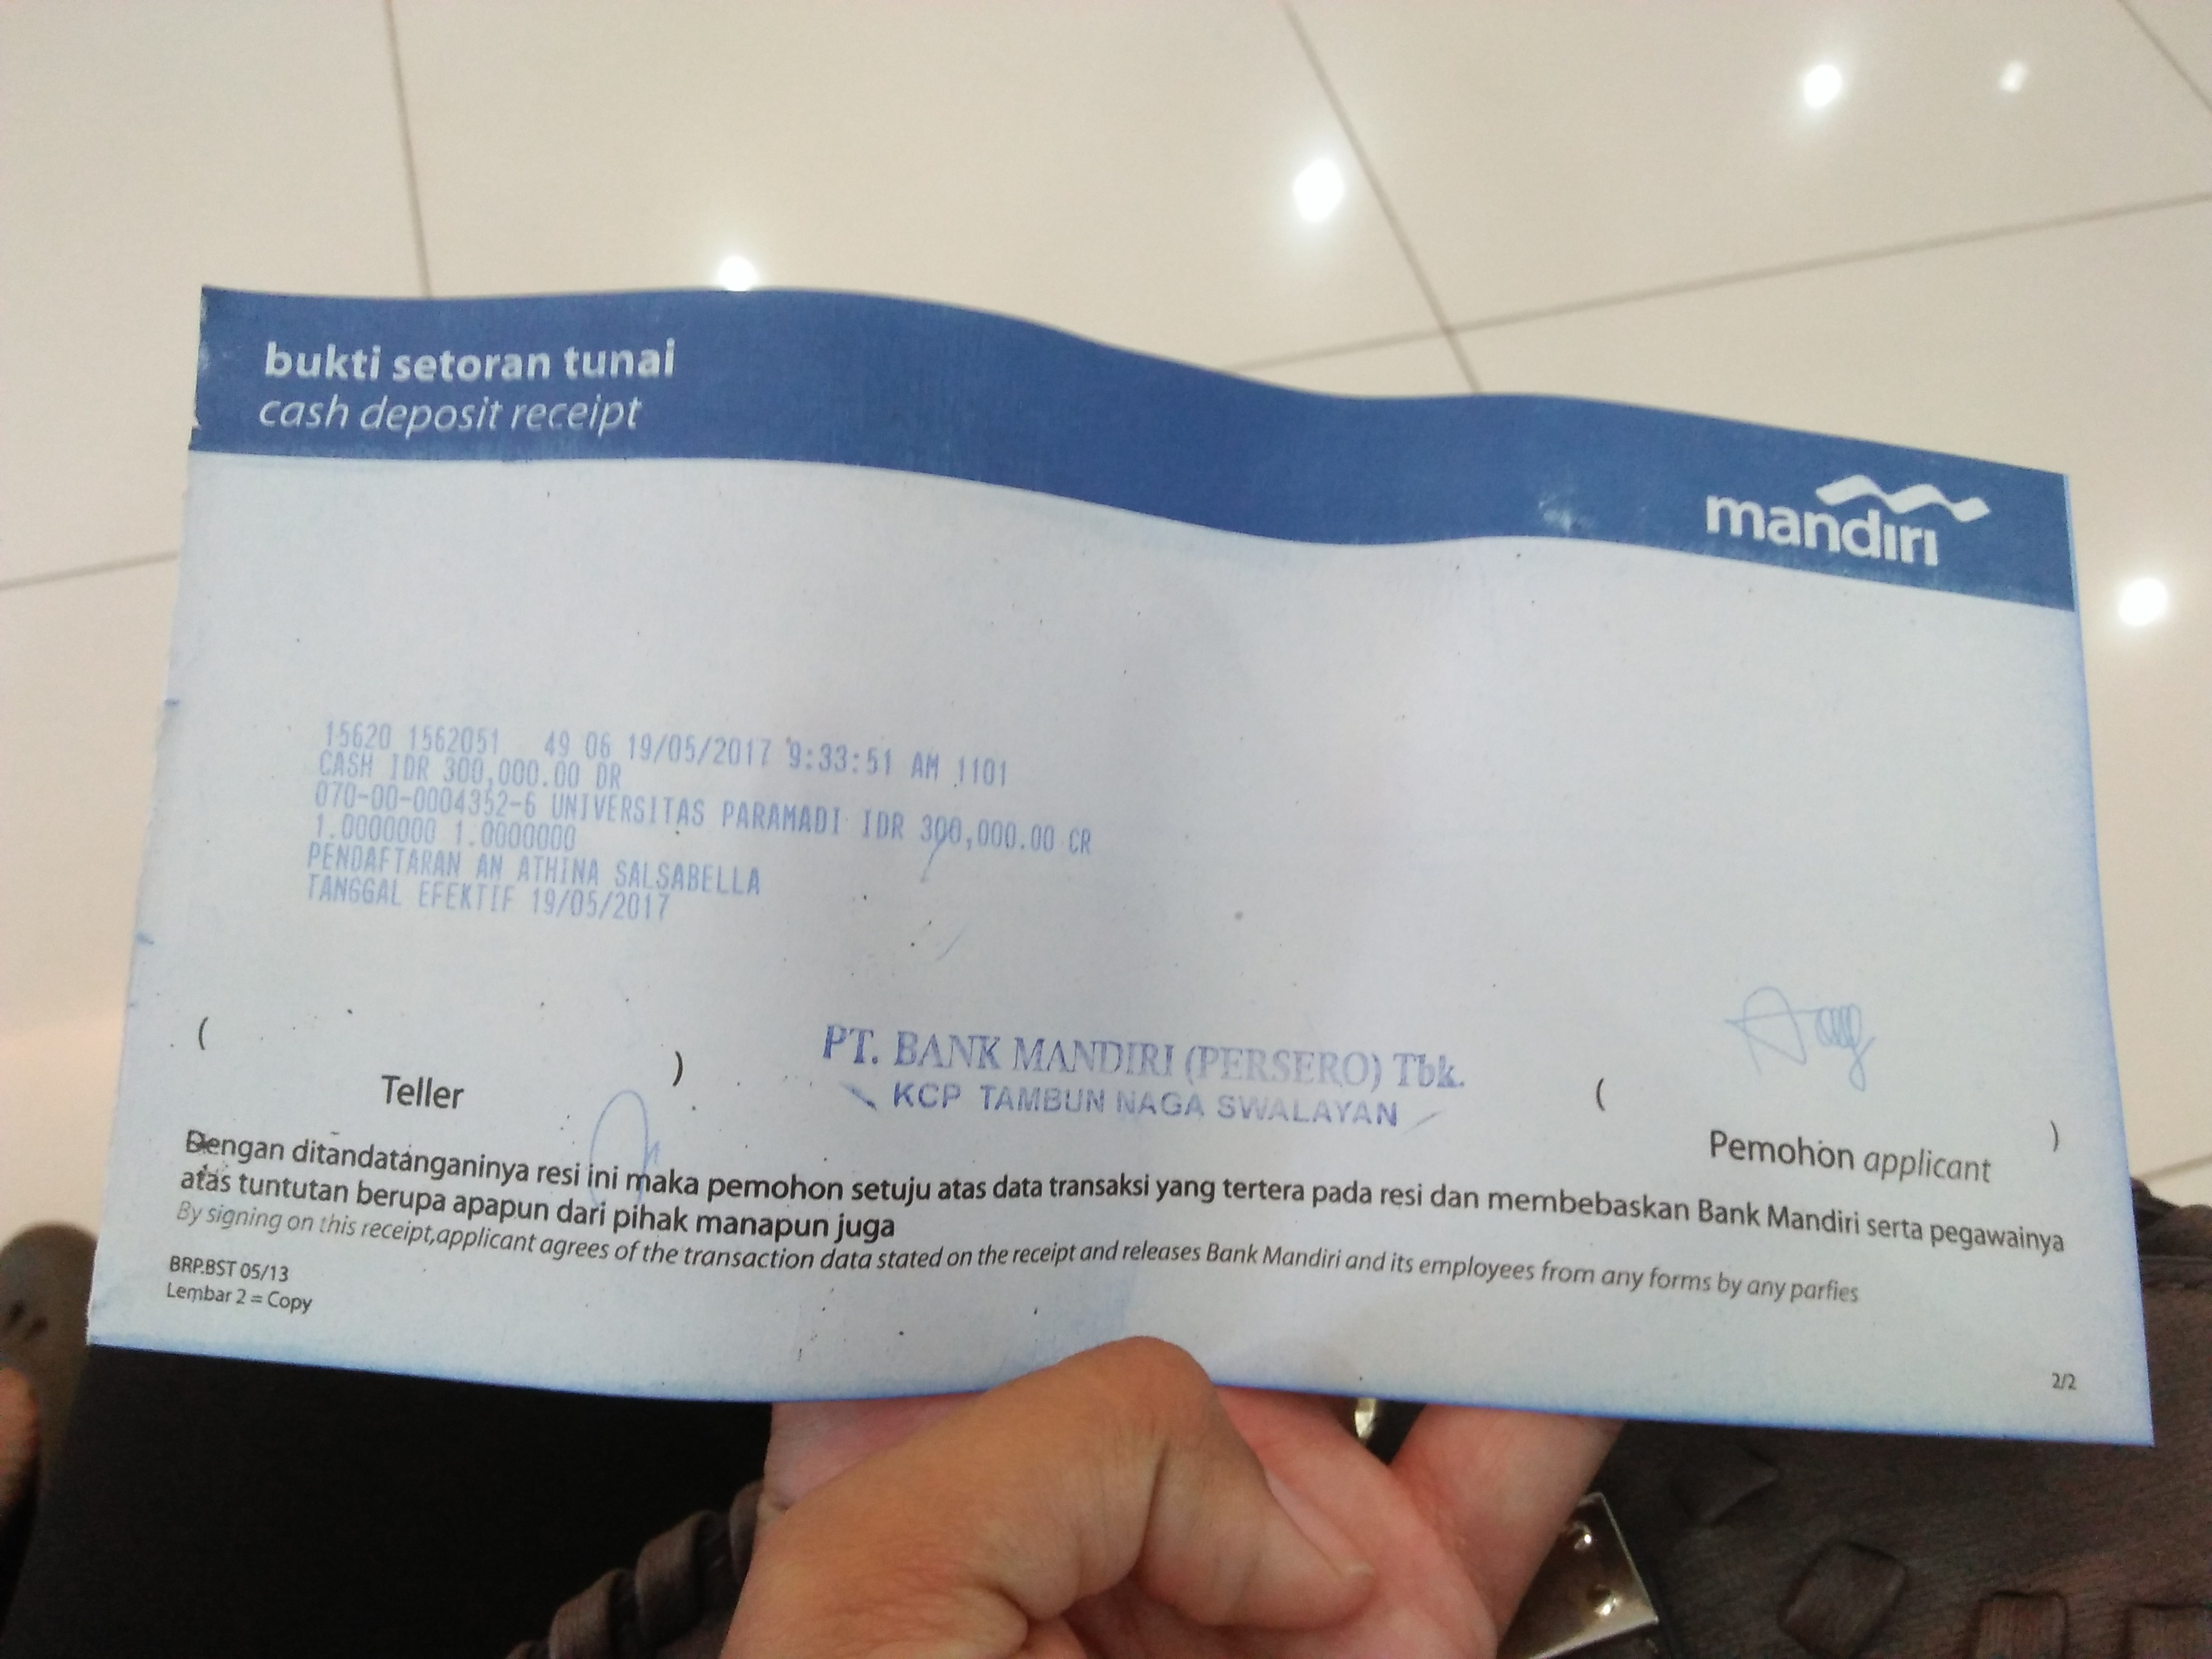 bukti setoran tunai
cash deposit receipt
mandiri
15620 1562051 49 06 19/05/2017 9:33:51 AM 1101
CASH IDR 300,000.00 DR
070-00-0004352-6 UNIVERSITAS PARAMADI IDR 300,000.00 CR
1.0000000 1.0000000
PENDAFTARAN AN ATHINA SALSABELLA
TANGGAL EFEKTIF 19/05/2017
( )
Teller
PT. BANK MANDIRI (PERSERO) Tbk.
KCP TAMBUN NAGA SWALAYAN
( )
Pemohon applicant
Dengan ditandatanganinya resi ini maka pemohon setuju atas data transaksi yang tertera pada resi dan membebaskan Bank Mandiri serta pegawainya
atas tuntutan berupa apapun dari pihak manapun juga
By signing on this receipt,applicant agrees of the transaction data stated on the receipt and releases Bank Mandiri and its employees from any forms by any parfies
BRP.BST 05/13
Lembar 2 = Copy
2/2